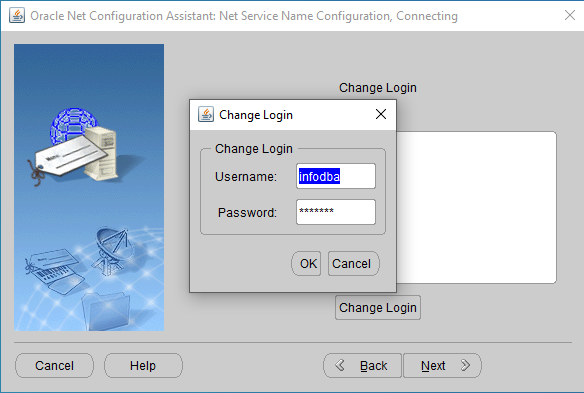 Oracle Net Configuration Assistant: Net Service Name Configuration, Connecting
Change Login
Change Login
Change Login
Username: infodba
Password: *******
OK Cancel
Change Login
Cancel Help Back Next